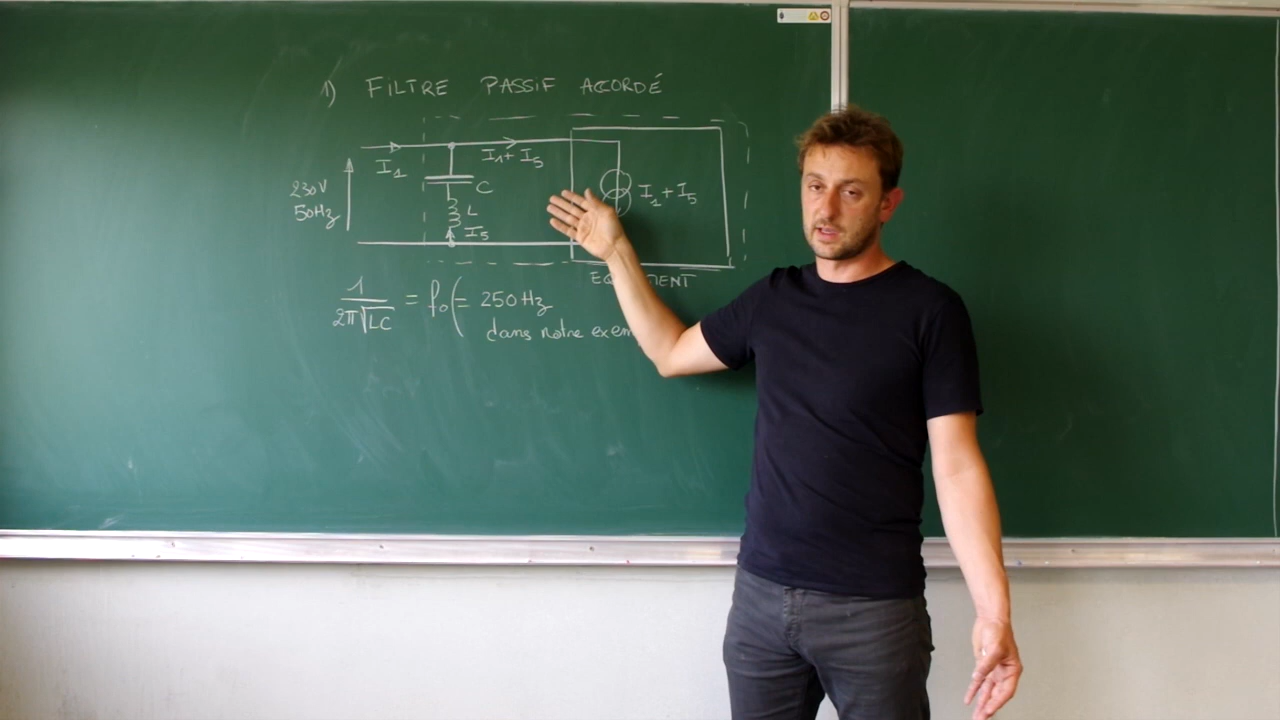 1) FILTRE PASSIF ACCORDÉ
I1 I1+I5
230V C I1+I5
50Hz L
I5
1/2π√LC = f0 (= 250 Hz
dans notre